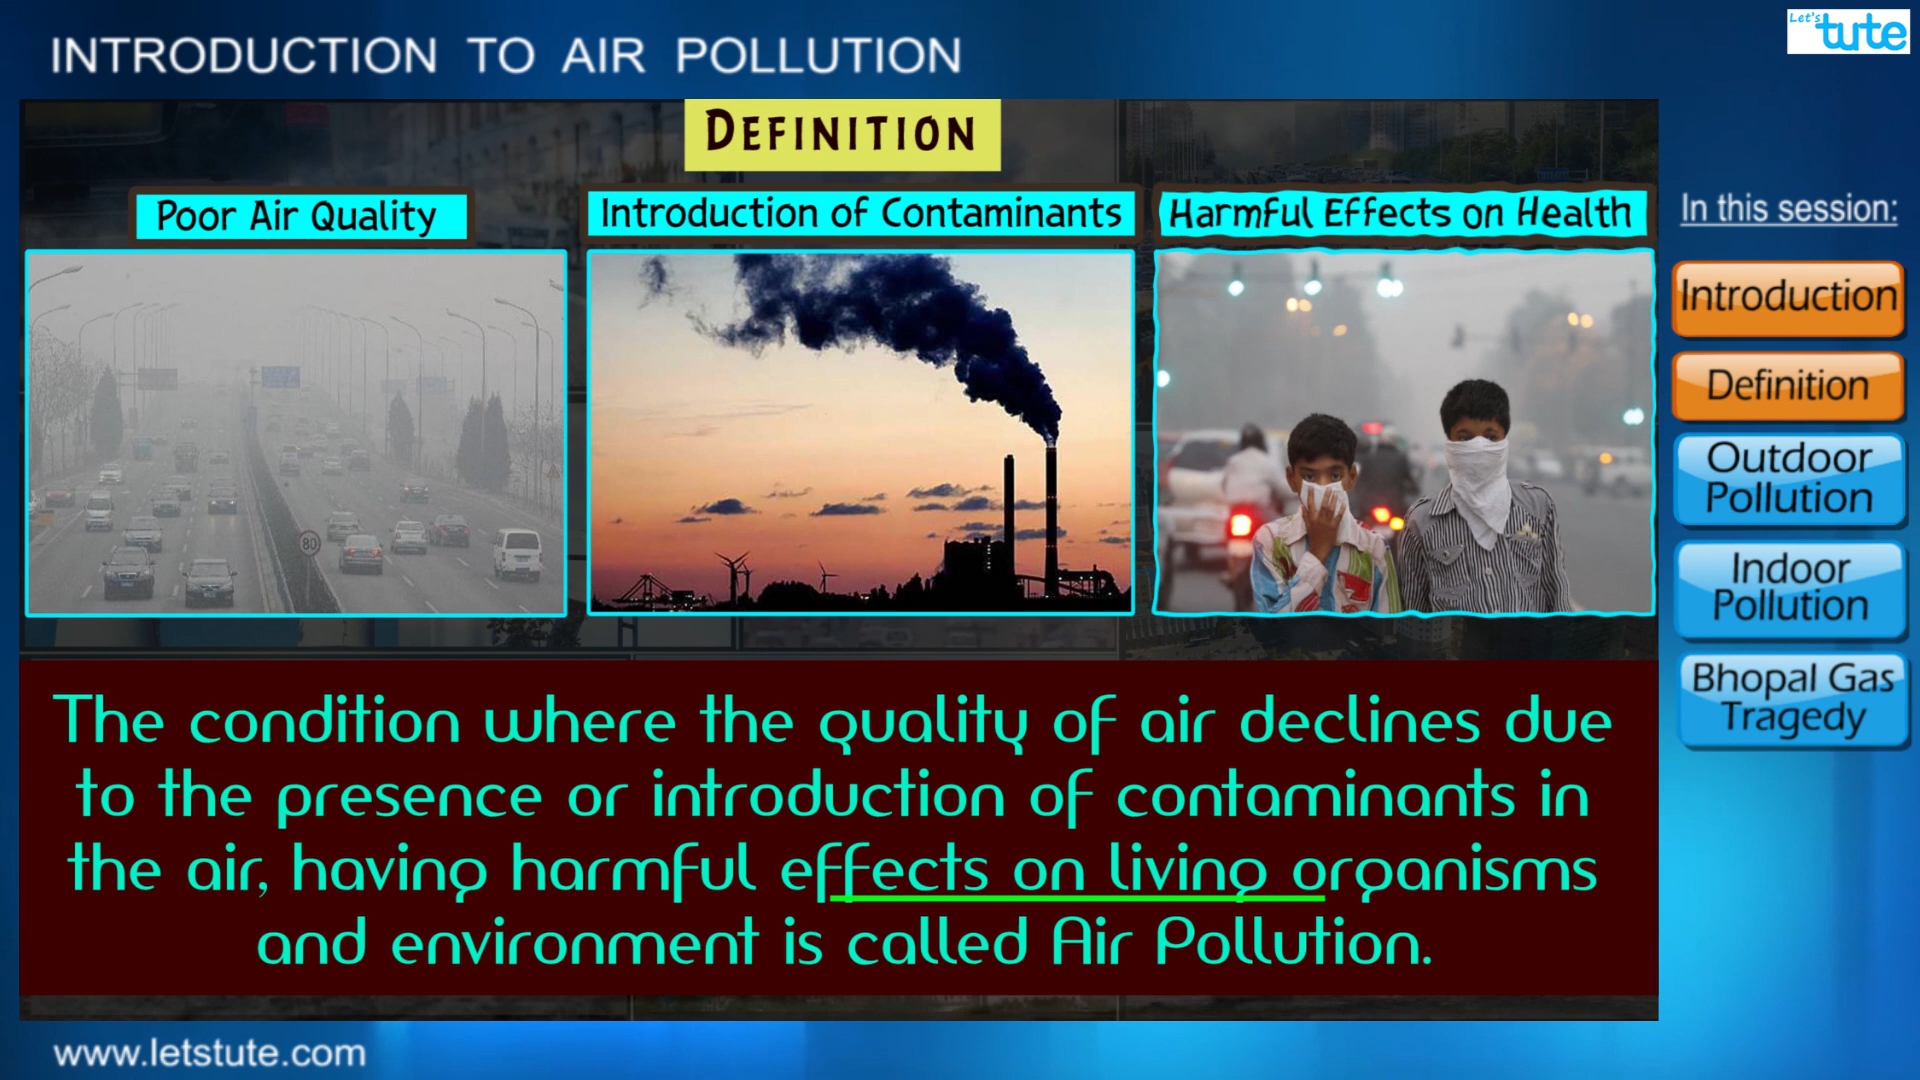 Let's
tute
INTRODUCTION TO AIR POLLUTION
DEFINITION
Poor Air Quality
Introduction of Contaminants
Harmful Effects on Health
80
The condition where the quality of air declines due
to the presence or introduction of contaminants in
the air, having harmful effects on living organisms
and environment is called Air Pollution.
In this session:
Introduction
Definition
Outdoor
Pollution
Indoor
Pollution
Bhopal Gas
Tragedy
www.letstute.com